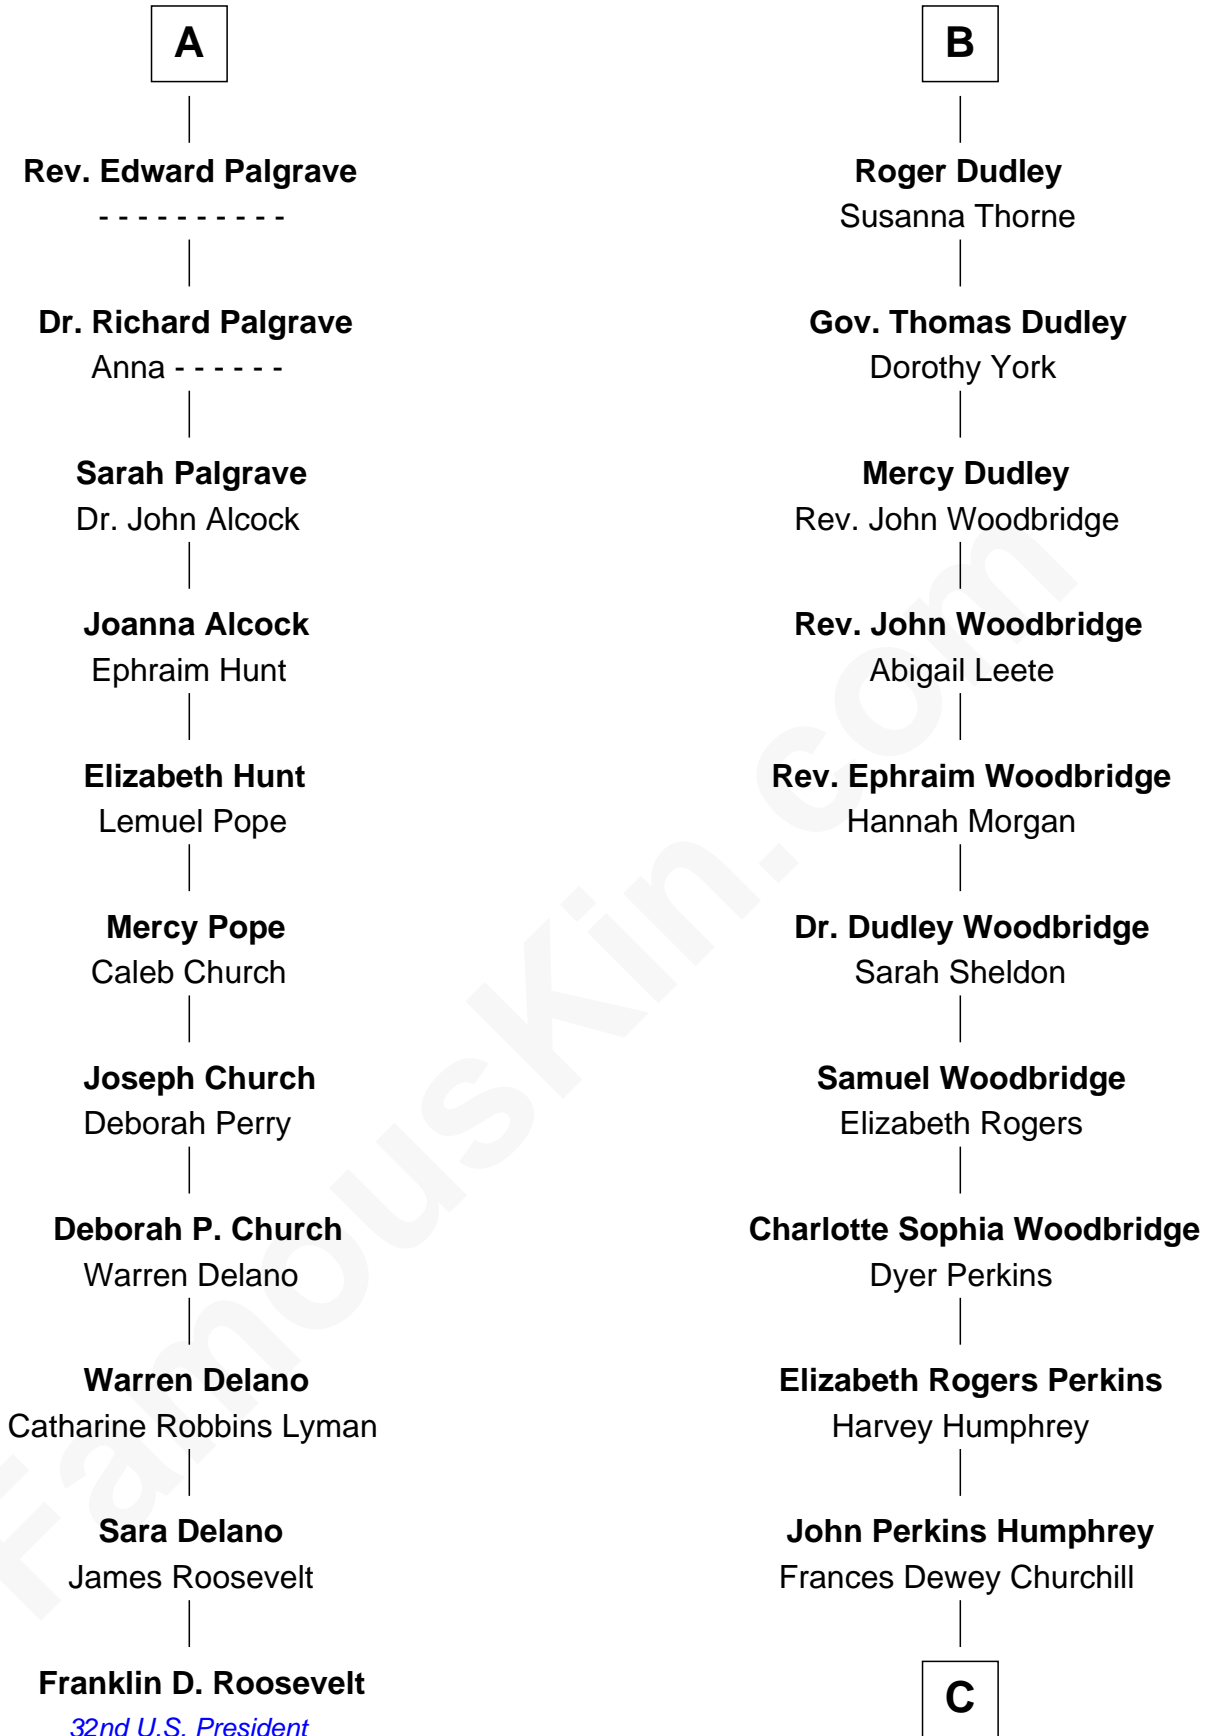 A
Rev. Edward Palgrave
- - - - - - - - - -
Dr. Richard Palgrave
Anna - - - - - -
Sarah Palgrave
Dr. John Alcock
Joanna Alcock
Ephraim Hunt
Elizabeth Hunt
Lemuel Pope
Mercy Pope
Caleb Church
Joseph Church
Deborah Perry
Deborah P. Church
Warren Delano
Warren Delano
Catharine Robbins Lyman
Sara Delano
James Roosevelt
Franklin D. Roosevelt
32nd U.S. President
B
Roger Dudley
Susanna Thorne
Gov. Thomas Dudley
Dorothy York
Mercy Dudley
Rev. John Woodbridge
Rev. John Woodbridge
Abigail Leete
Rev. Ephraim Woodbridge
Hannah Morgan
Dr. Dudley Woodbridge
Sarah Sheldon
Samuel Woodbridge
Elizabeth Rogers
Charlotte Sophia Woodbridge
Dyer Perkins
Elizabeth Rogers Perkins
Harvey Humphrey
John Perkins Humphrey
Frances Dewey Churchill
C
FamousKin.com